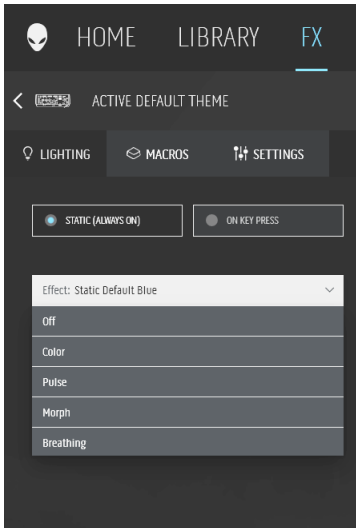 HOME LIBRARY FX
ACTIVE DEFAULT THEME
LIGHTING MACROS SETTINGS
STATIC (ALWAYS ON) ON KEY PRESS
Effect: Static Default Blue
Off
Color
Pulse
Morph
Breathing